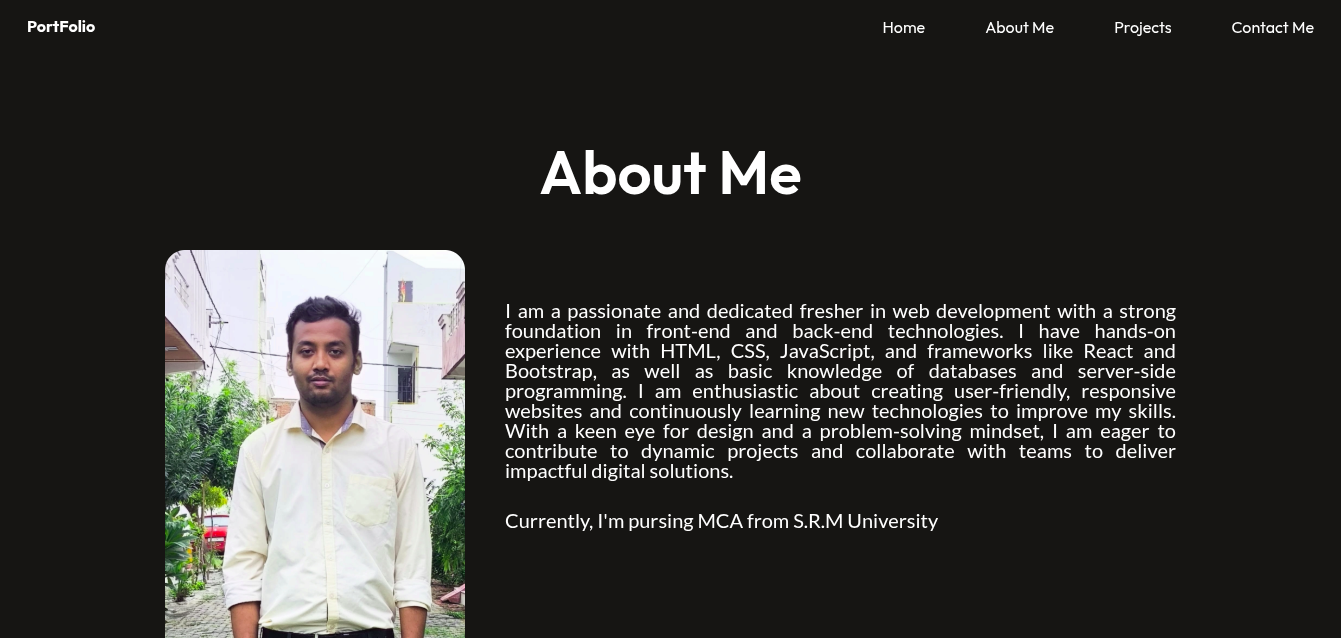 PortFolio
Home
About Me
Projects
Contact Me
About Me
I am a passionate and dedicated fresher in web development with a strong
foundation in front-end and back-end technologies. I have hands-on
experience with HTML, CSS, JavaScript, and frameworks like React and
Bootstrap, as well as basic knowledge of databases and server-side
programming. I am enthusiastic about creating user-friendly, responsive
websites and continuously learning new technologies to improve my skills.
With a keen eye for design and a problem-solving mindset, I am eager to
contribute to dynamic projects and collaborate with teams to deliver
impactful digital solutions.
Currently, I'm pursing MCA from S.R.M University